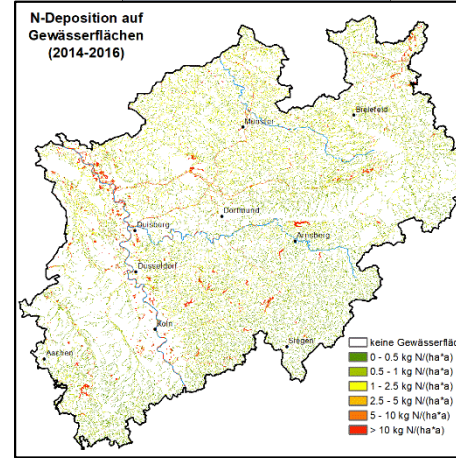 N-Deposition auf
Gewässerflächen
(2014-2016)
Bielefeld
Münster
Dortmund
Duisburg
Arnsberg
Düsseldorf
Köln
Siegen
Aachen
keine Gewässerfläc
0 - 0.5 kg N/(ha*a)
0.5 - 1 kg N/(ha*a)
1 - 2.5 kg N/(ha*a)
2.5 - 5 kg N/(ha*a)
5 - 10 kg N/(ha*a)
> 10 kg N/(ha*a)